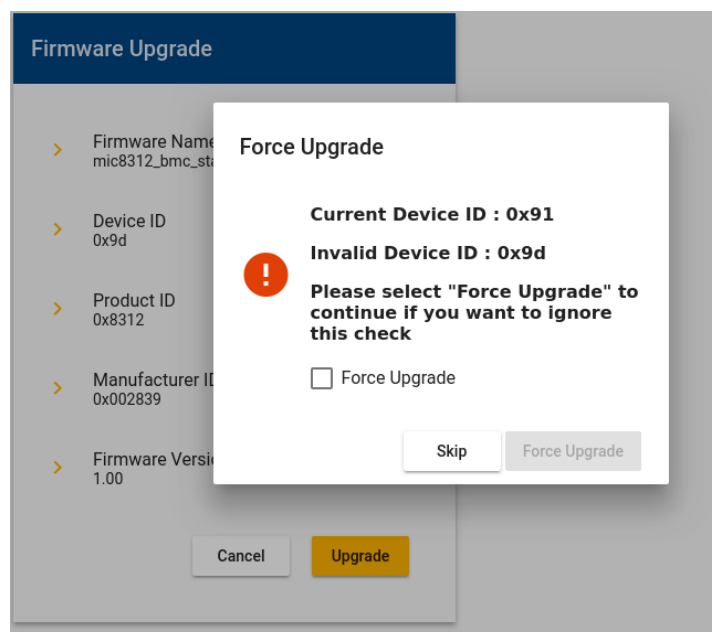 Firmware Upgrade
Firmware Name
mic8312_bmc_sta
Device ID
0x9d
Product ID
0x8312
Manufacturer ID
0x002839
Firmware Versi
1.00
Cancel
Upgrade
Force Upgrade
Current Device ID : 0x91
Invalid Device ID : 0x9d
Please select "Force Upgrade" to
continue if you want to ignore
this check
Force Upgrade
Skip
Force Upgrade